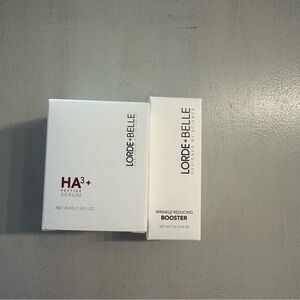 LORDE+BELLE
HA3+
PEPTIDE
SERUM
NET 30 ML | 1.0 FL OZ
LORDE+BELLE
WRINKLE REDUCING
BOOSTER